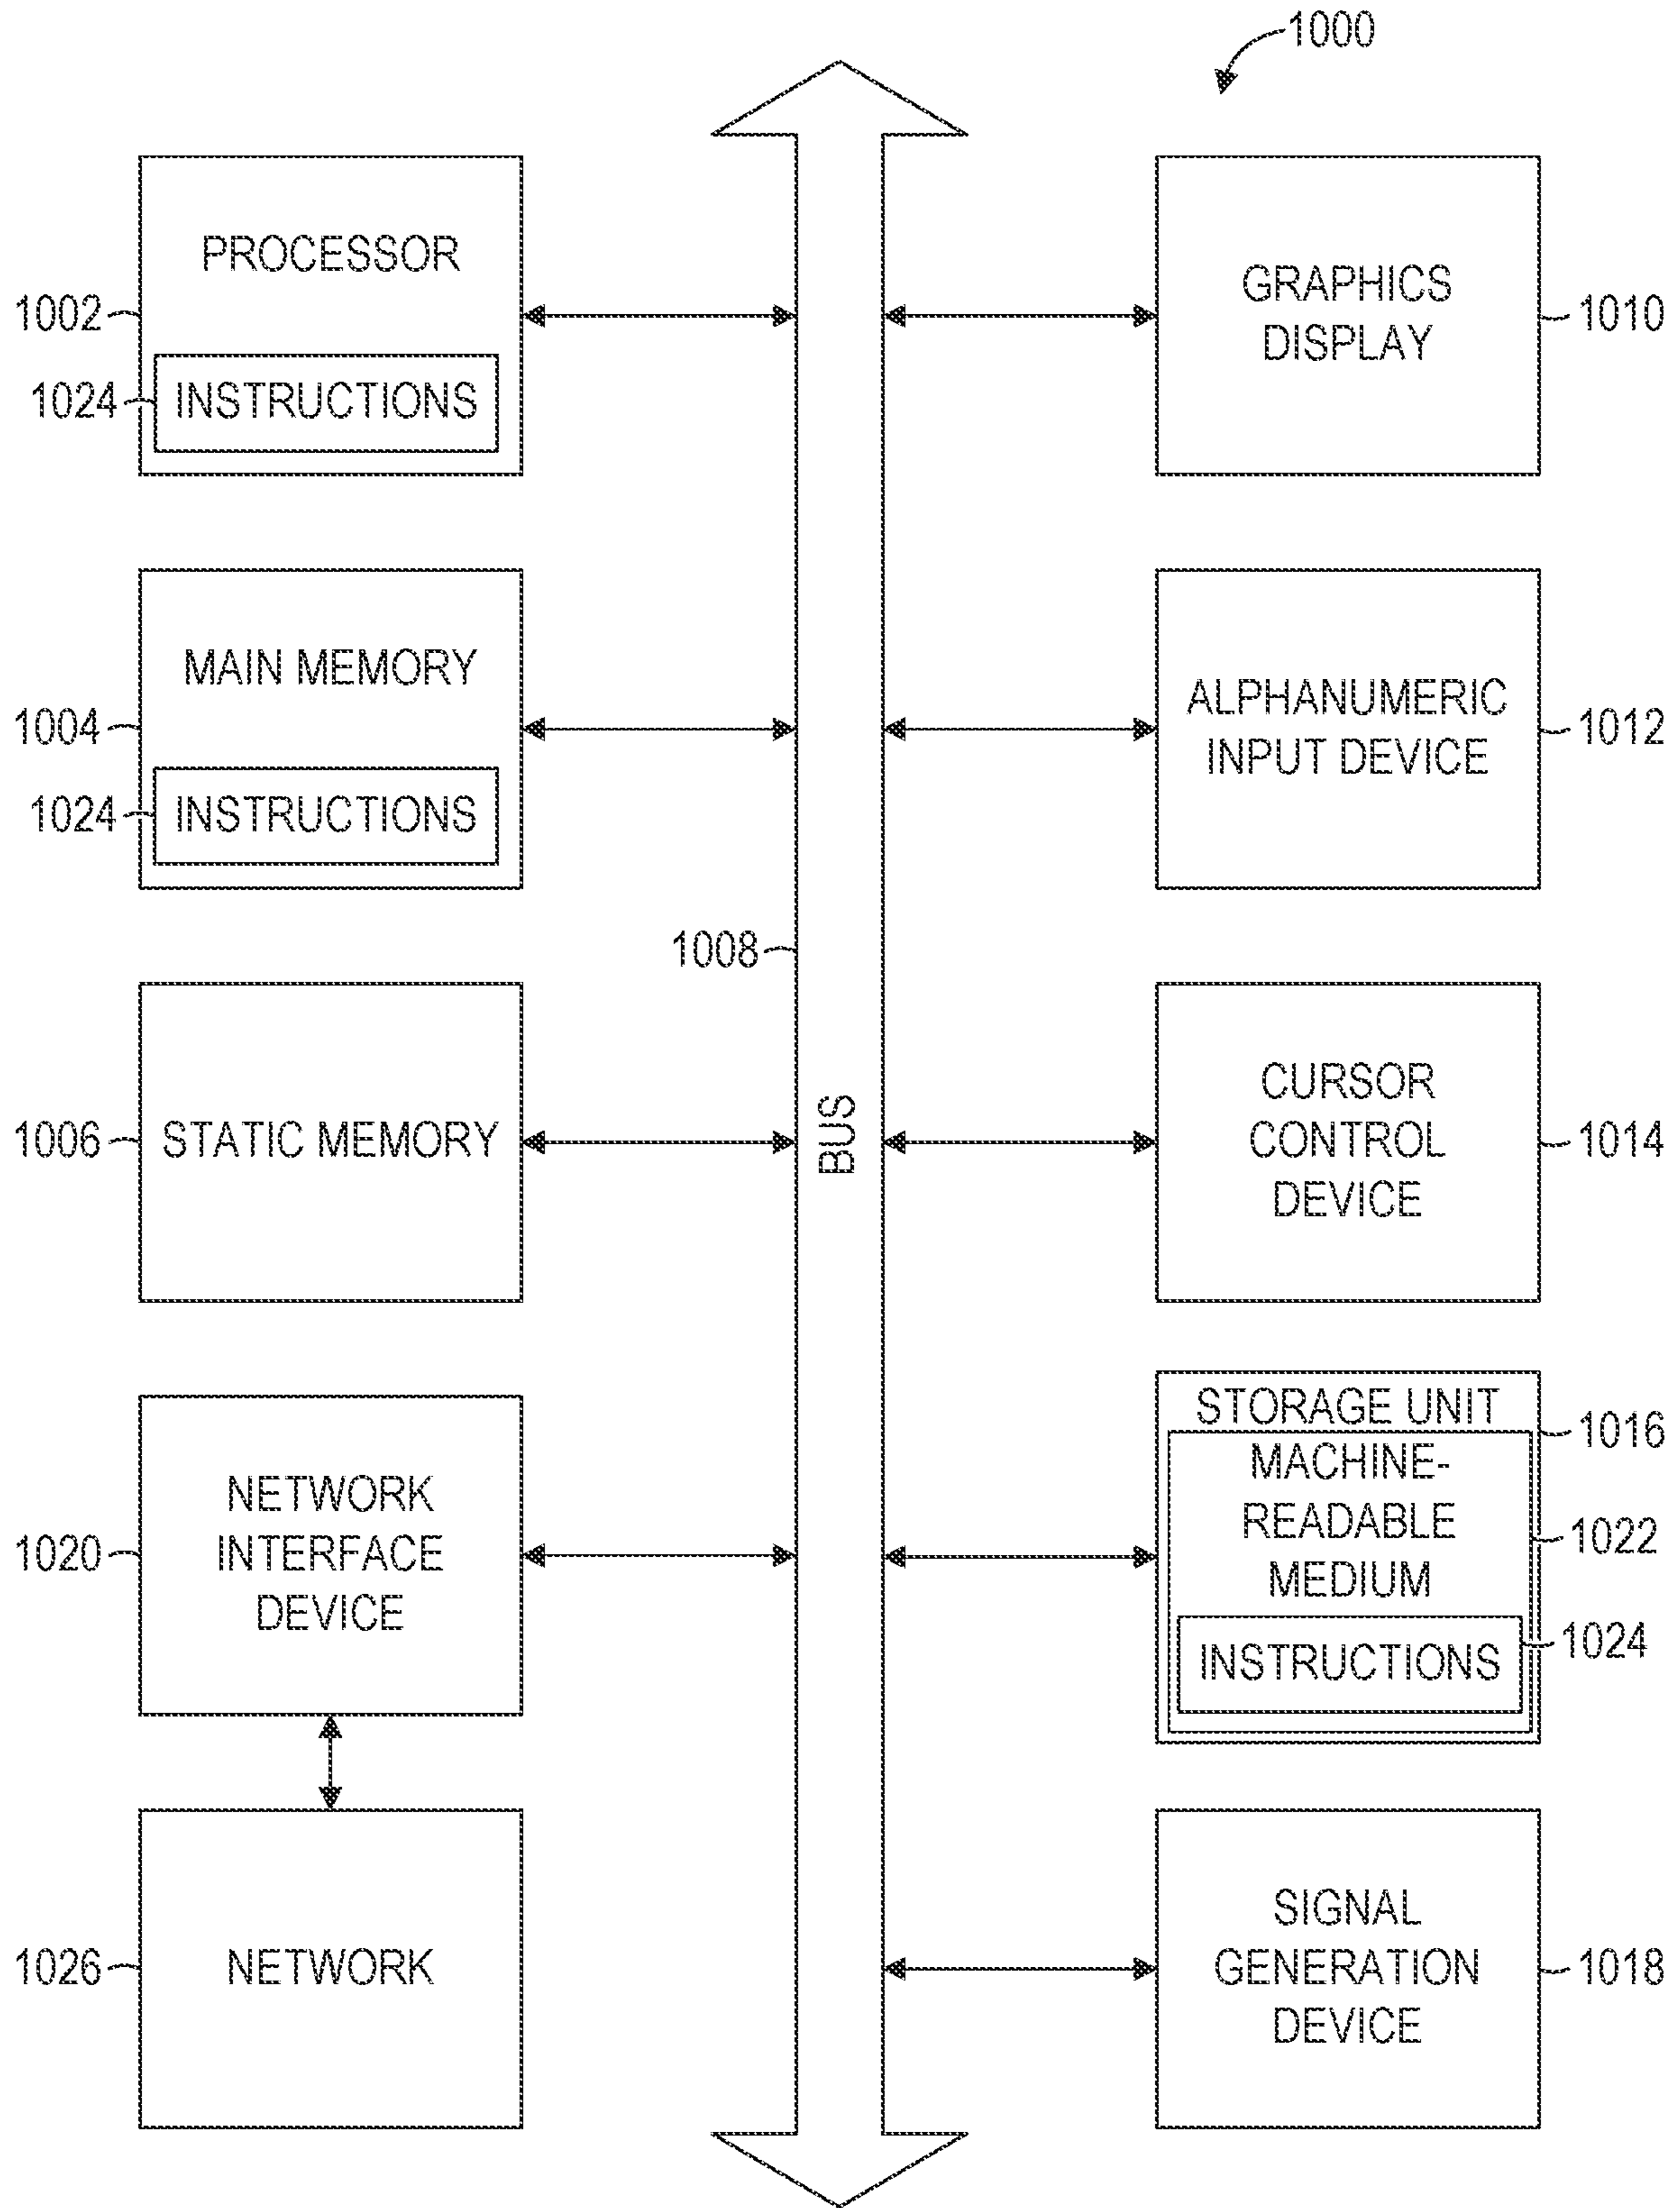 1000
PROCESSOR
1002
1024
INSTRUCTIONS
GRAPHICS
DISPLAY
1010
MAIN MEMORY
1004
1024
INSTRUCTIONS
ALPHANUMERIC
INPUT DEVICE
1012
1008
BUS
STATIC MEMORY
1006
CURSOR
CONTROL
DEVICE
1014
NETWORK
INTERFACE
DEVICE
1020
STORAGE UNIT
1016
MACHINE-
READABLE
MEDIUM
1022
INSTRUCTIONS
1024
NETWORK
1026
SIGNAL
GENERATION
DEVICE
1018